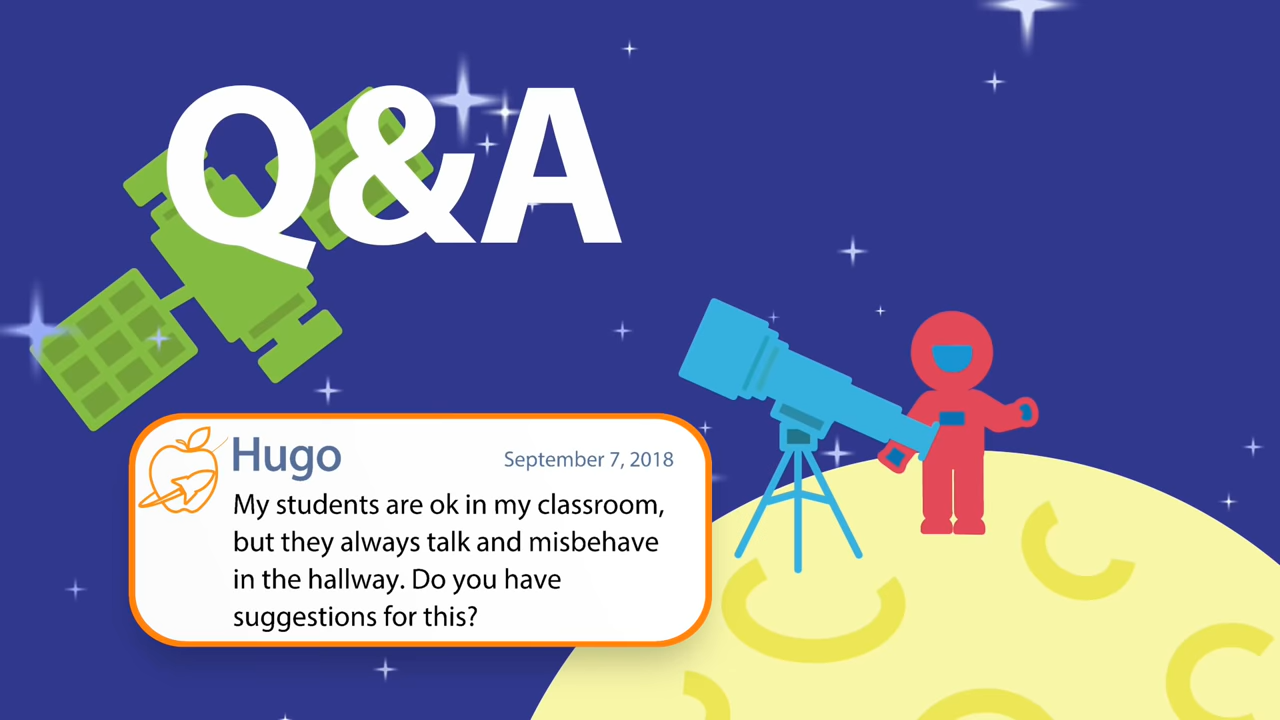 Q&A
Hugo
September 7, 2018
My students are ok in my classroom,
but they always talk and misbehave
in the hallway. Do you have
suggestions for this?